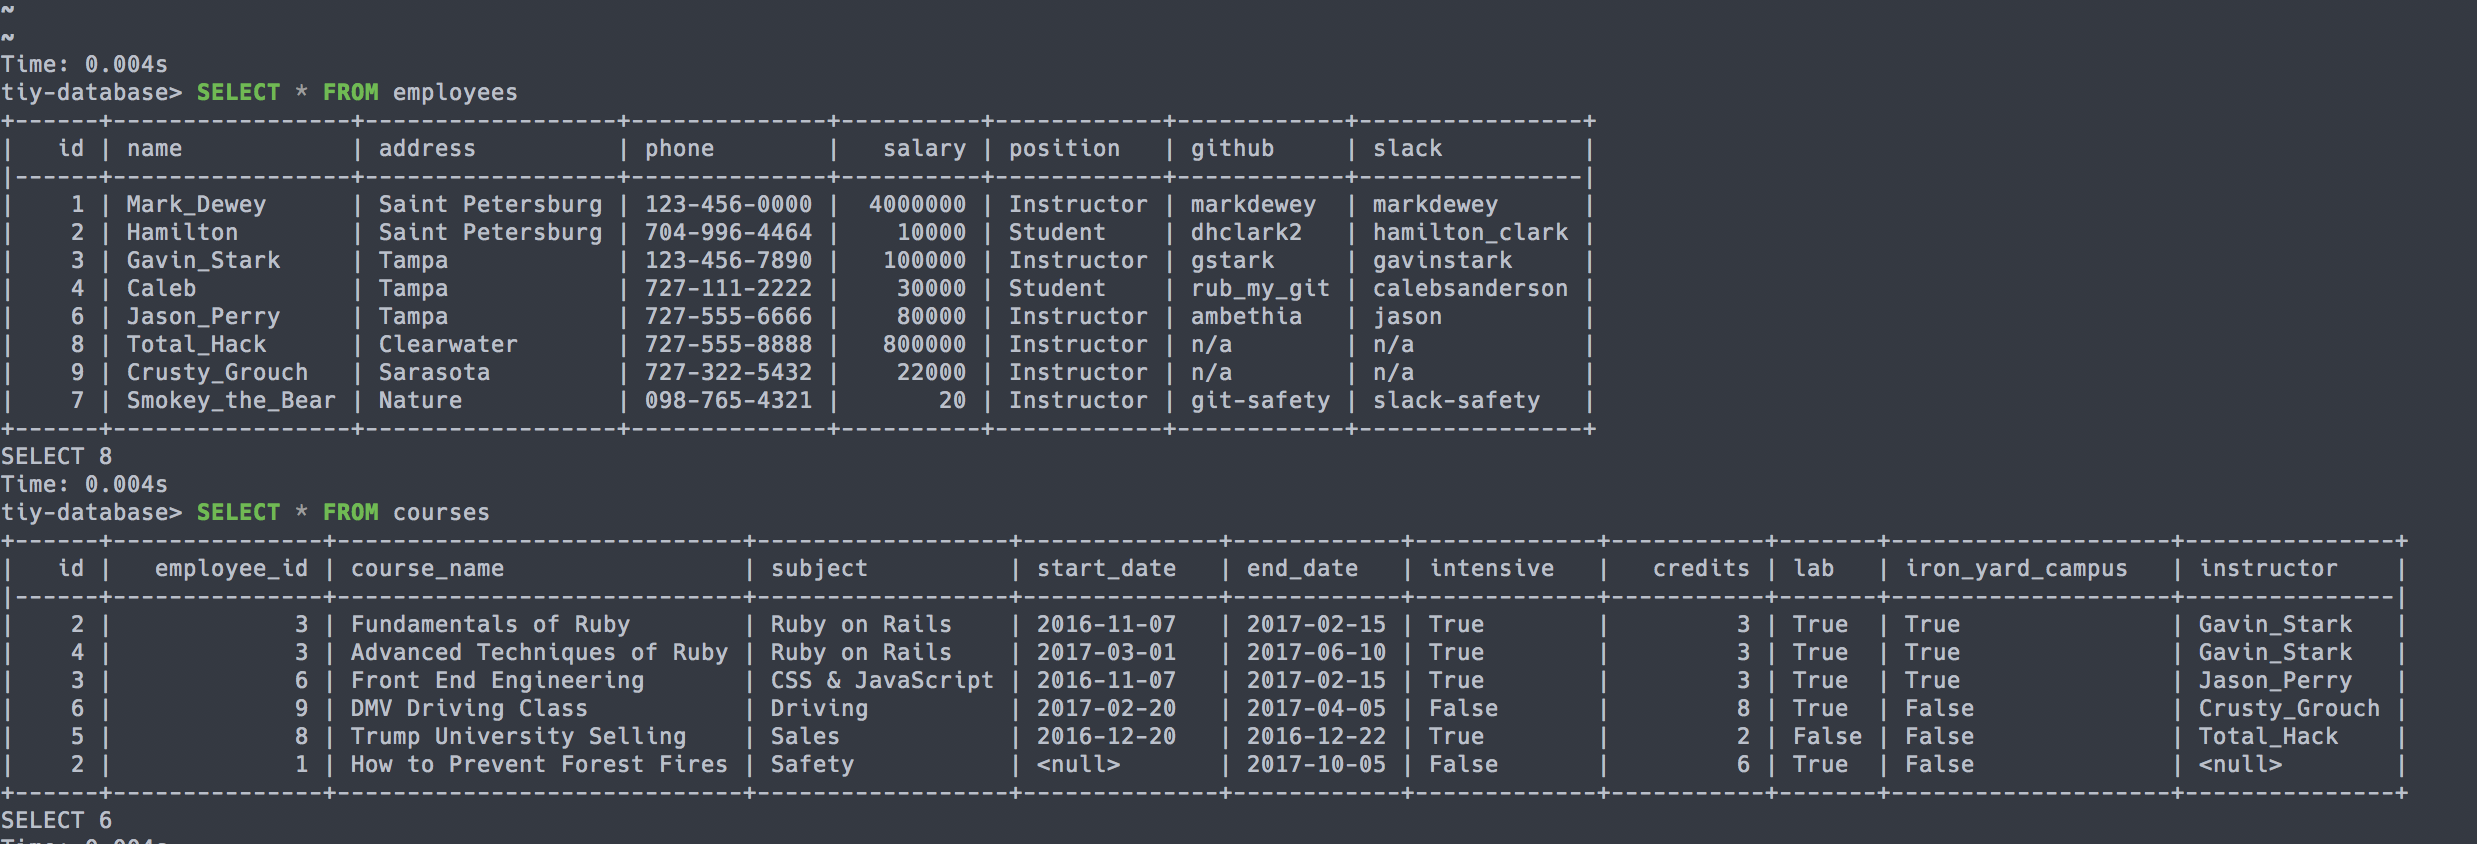 ~
~
Time: 0.004s
tiy-database> SELECT * FROM employees
+------+-----------------+------------------+--------------+----------+------------+------------+----------------+
|   id | name            | address          | phone        |   salary | position   | github     | slack          |
|------+-----------------+------------------+--------------+----------+------------+------------+----------------|
|    1 | Mark_Dewey      | Saint Petersburg | 123-456-0000 |  4000000 | Instructor | markdewey  | markdewey      |
|    2 | Hamilton        | Saint Petersburg | 704-996-4464 |    10000 | Student    | dhclark2   | hamilton_clark |
|    3 | Gavin_Stark     | Tampa            | 123-456-7890 |   100000 | Instructor | gstark     | gavinstark     |
|    4 | Caleb           | Tampa            | 727-111-2222 |    30000 | Student    | rub_my_git | calebsanderson |
|    6 | Jason_Perry     | Tampa            | 727-555-6666 |    80000 | Instructor | ambethia   | jason          |
|    8 | Total_Hack      | Clearwater       | 727-555-8888 |   800000 | Instructor | n/a        | n/a            |
|    9 | Crusty_Grouch   | Sarasota         | 727-322-5432 |    22000 | Instructor | n/a        | n/a            |
|    7 | Smokey_the_Bear | Nature           | 098-765-4321 |       20 | Instructor | git-safety | slack-safety   |
+------+-----------------+------------------+--------------+----------+------------+------------+----------------+
SELECT 8
Time: 0.004s
tiy-database> SELECT * FROM courses
+------+---------------+-----------------------------+------------------+--------------+------------+-------------+-----------+-------+--------------------+---------------+
|   id |   employee_id | course_name                 | subject          | start_date   | end_date   | intensive   |   credits | lab   | iron_yard_campus   | instructor    |
|------+---------------+-----------------------------+------------------+--------------+------------+-------------+-----------+-------+--------------------+---------------|
|    2 |             3 | Fundamentals of Ruby        | Ruby on Rails    | 2016-11-07   | 2017-02-15 | True        |         3 | True  | True               | Gavin_Stark   |
|    4 |             3 | Advanced Techniques of Ruby | Ruby on Rails    | 2017-03-01   | 2017-06-10 | True        |         3 | True  | True               | Gavin_Stark   |
|    3 |             6 | Front End Engineering       | CSS & JavaScript | 2016-11-07   | 2017-02-15 | True        |         3 | True  | True               | Jason_Perry   |
|    6 |             9 | DMV Driving Class           | Driving          | 2017-02-20   | 2017-04-05 | False       |         8 | True  | False              | Crusty_Grouch |
|    5 |             8 | Trump University Selling    | Sales            | 2016-12-20   | 2016-12-22 | True        |         2 | False | False              | Total_Hack    |
|    2 |             1 | How to Prevent Forest Fires | Safety           | <null>       | 2017-10-05 | False       |         6 | True  | False              | <null>        |
+------+---------------+-----------------------------+------------------+--------------+------------+-------------+-----------+-------+--------------------+---------------+
SELECT 6
Time: 0.004s